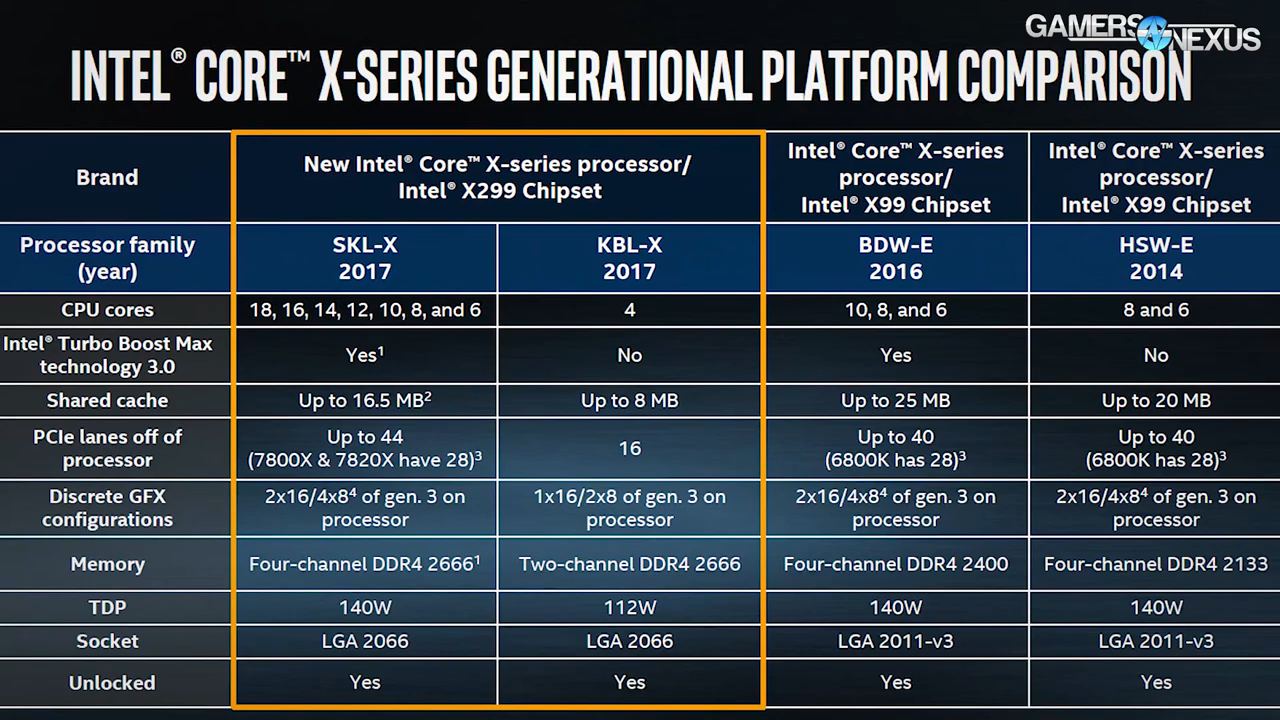 GAMERS NEXUS
INTEL® CORE™ X-SERIES GENERATIONAL PLATFORM COMPARISON
Brand
New Intel® Core™ X-series processor/
Intel® X299 Chipset
Intel® Core™ X-series
processor/
Intel® X99 Chipset
Intel® Core™ X-series
processor/
Intel® X99 Chipset
Processor family
(year)
SKL-X
2017
KBL-X
2017
BDW-E
2016
HSW-E
2014
CPU cores
18, 16, 14, 12, 10, 8, and 6
4
10, 8, and 6
8 and 6
Intel® Turbo Boost Max
technology 3.0
Yes¹
No
Yes
No
Shared cache
Up to 16.5 MB²
Up to 8 MB
Up to 25 MB
Up to 20 MB
PCIe lanes off of
processor
Up to 44
(7800X & 7820X have 28)³
16
Up to 40
(6800K has 28)³
Up to 40
(6800K has 28)³
Discrete GFX
configurations
2x16/4x8⁴ of gen. 3 on
processor
1x16/2x8 of gen. 3 on
processor
2x16/4x8⁴ of gen. 3 on
processor
2x16/4x8⁴ of gen. 3 on
processor
Memory
Four-channel DDR4 2666¹
Two-channel DDR4 2666
Four-channel DDR4 2400
Four-channel DDR4 2133
TDP
140W
112W
140W
140W
Socket
LGA 2066
LGA 2066
LGA 2011-v3
LGA 2011-v3
Unlocked
Yes
Yes
Yes
Yes